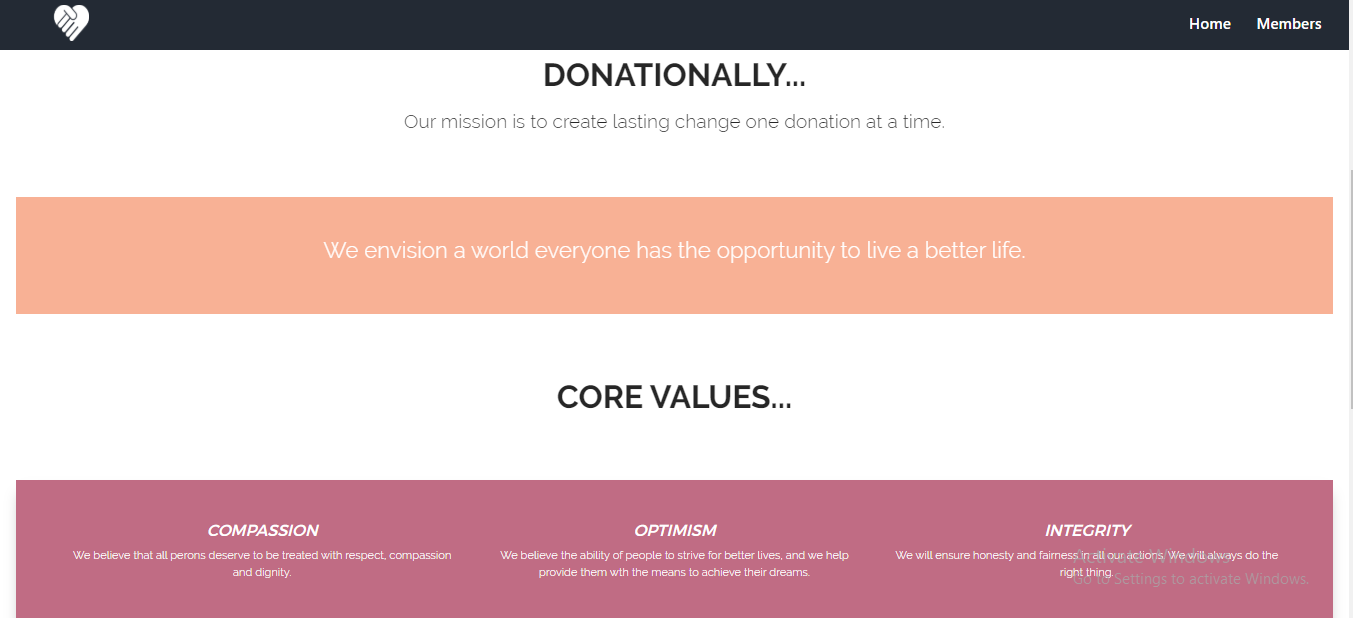 Home Members
DONATIONALLY...
Our mission is to create lasting change one donation at a time.
We envision a world everyone has the opportunity to live a better life.
CORE VALUES...
COMPASSION
We believe that all perons deserve to be treated with respect, compassion
and dignity.
OPTIMISM
We believe the ability of people to strive for better lives, and we help
provide them wth the means to achieve their dreams.
INTEGRITY
We will ensure honesty and fairness in all our actions. We will always do the
right thing.
Activate Windows
Go to Settings to activate Windows.